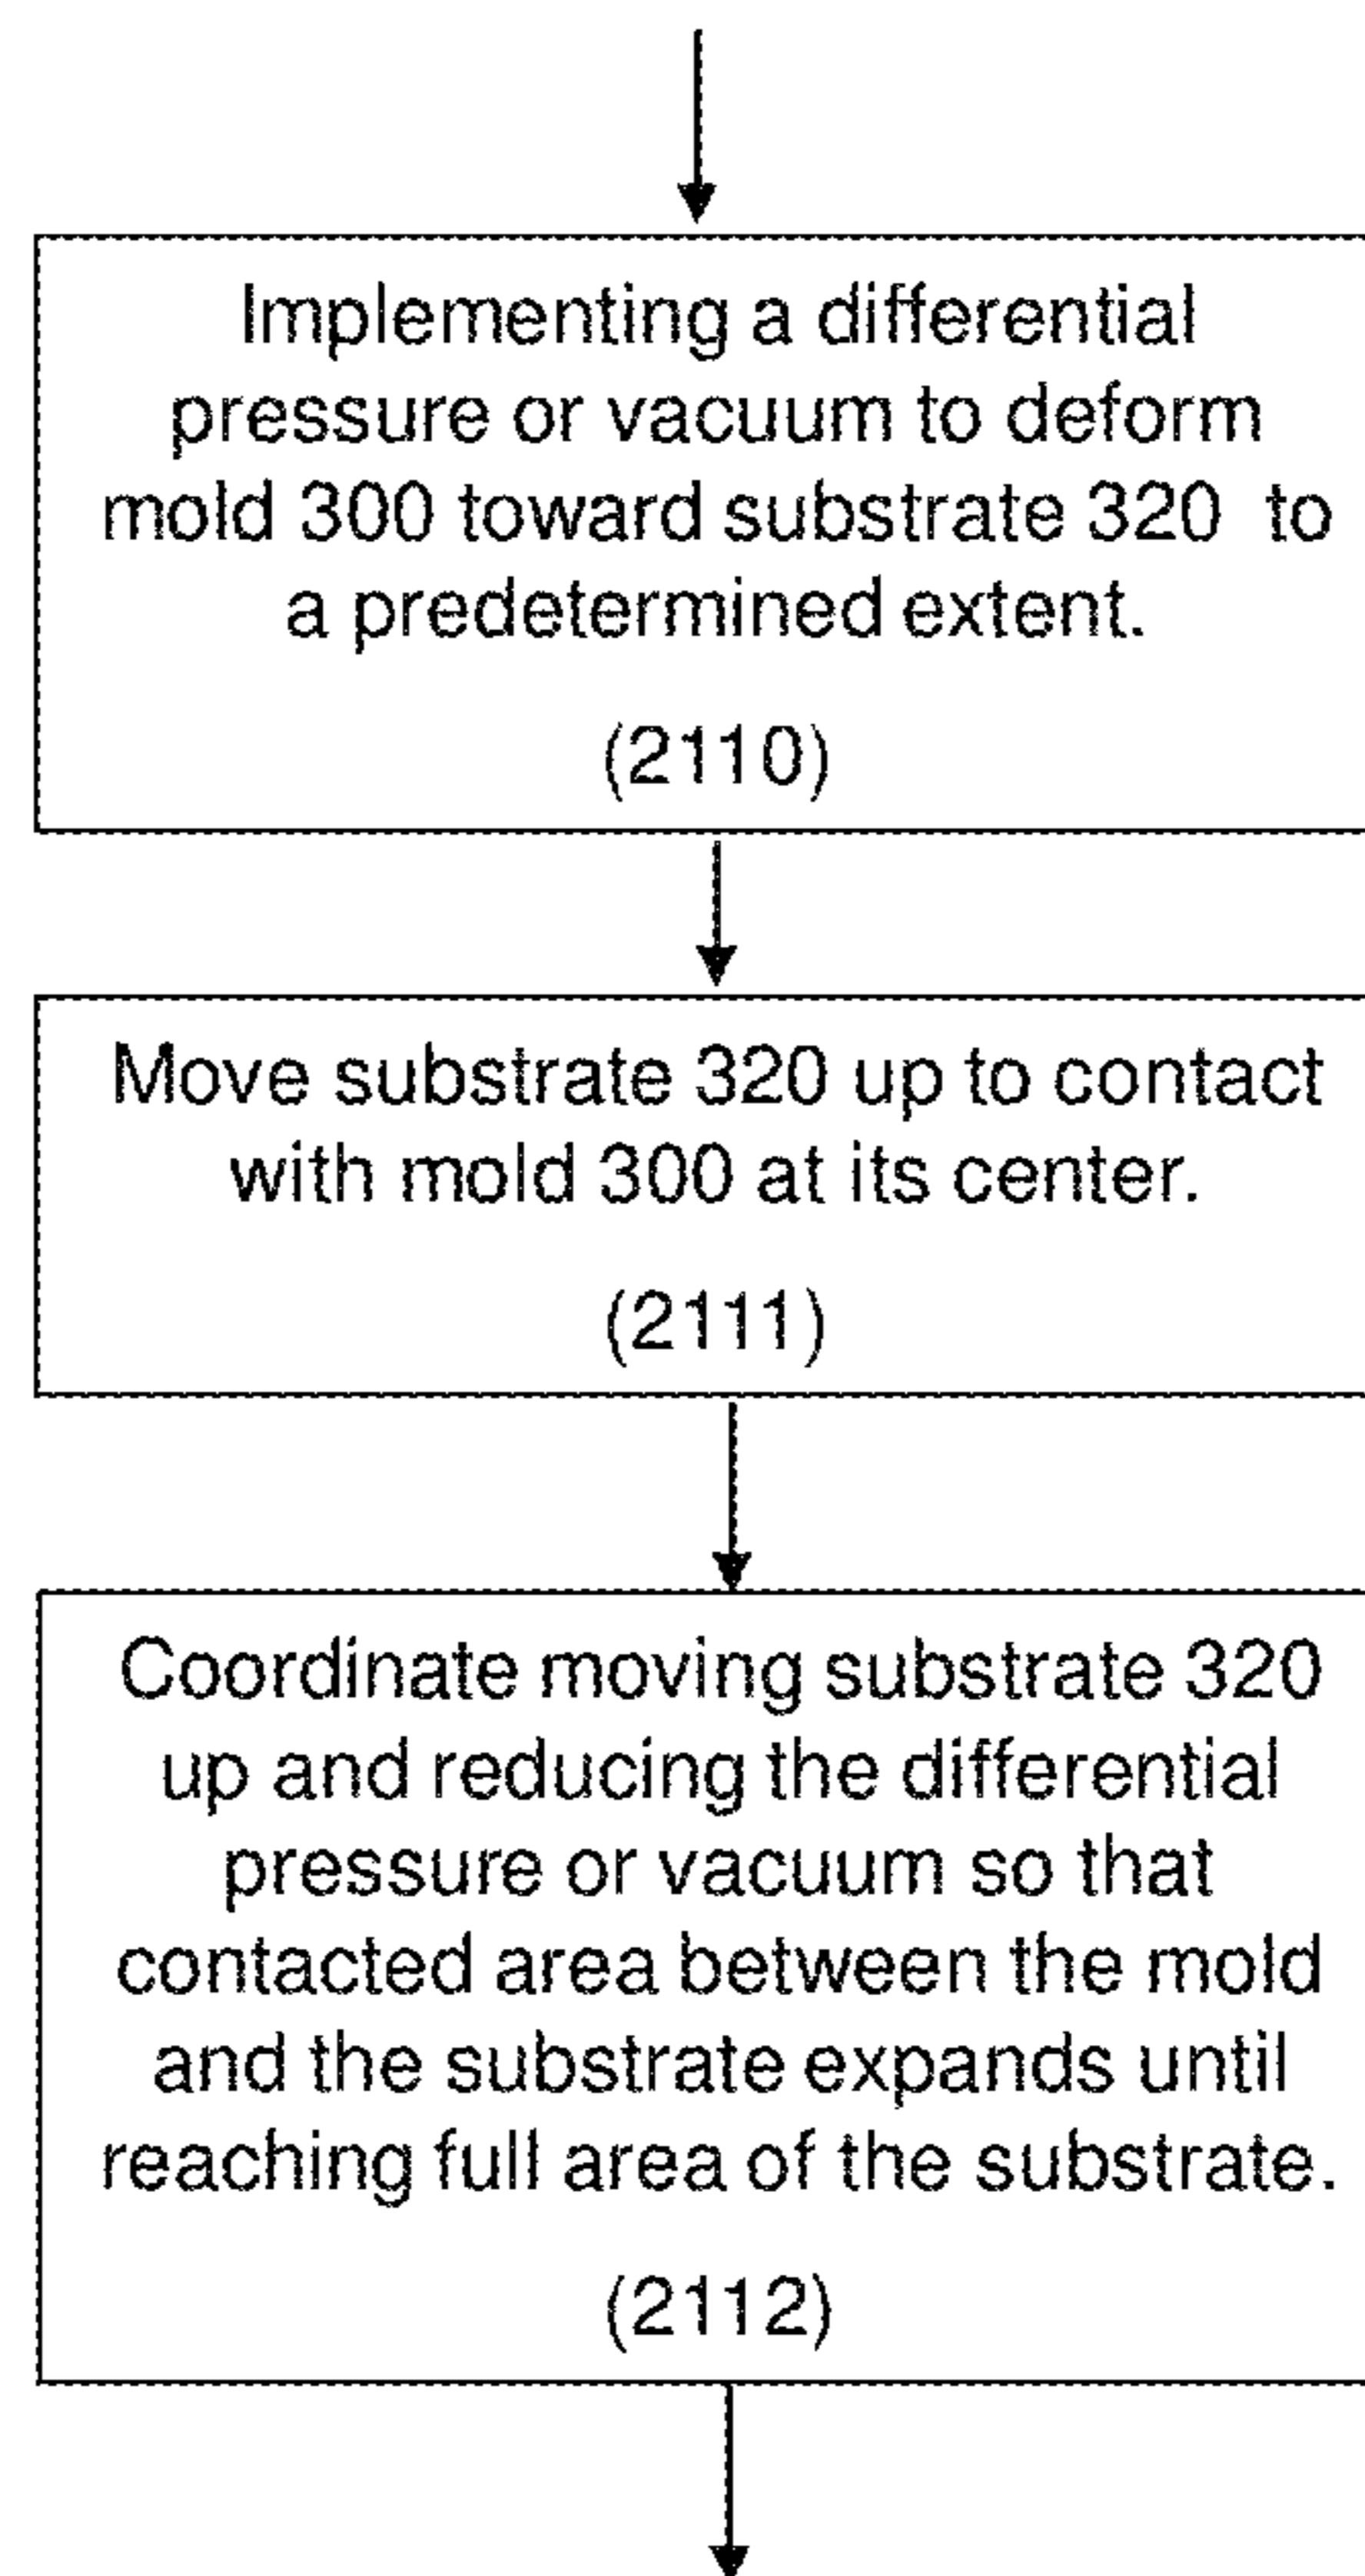 Implementing a differential
pressure or vacuum to deform
mold 300 toward substrate 320 to
a predetermined extent.
(2110)
Move substrate 320 up to contact
with mold 300 at its center.
(2111)
Coordinate moving substrate 320
up and reducing the differential
pressure or vacuum so that
contacted area between the mold
and the substrate expands until
reaching full area of the substrate.
(2112)